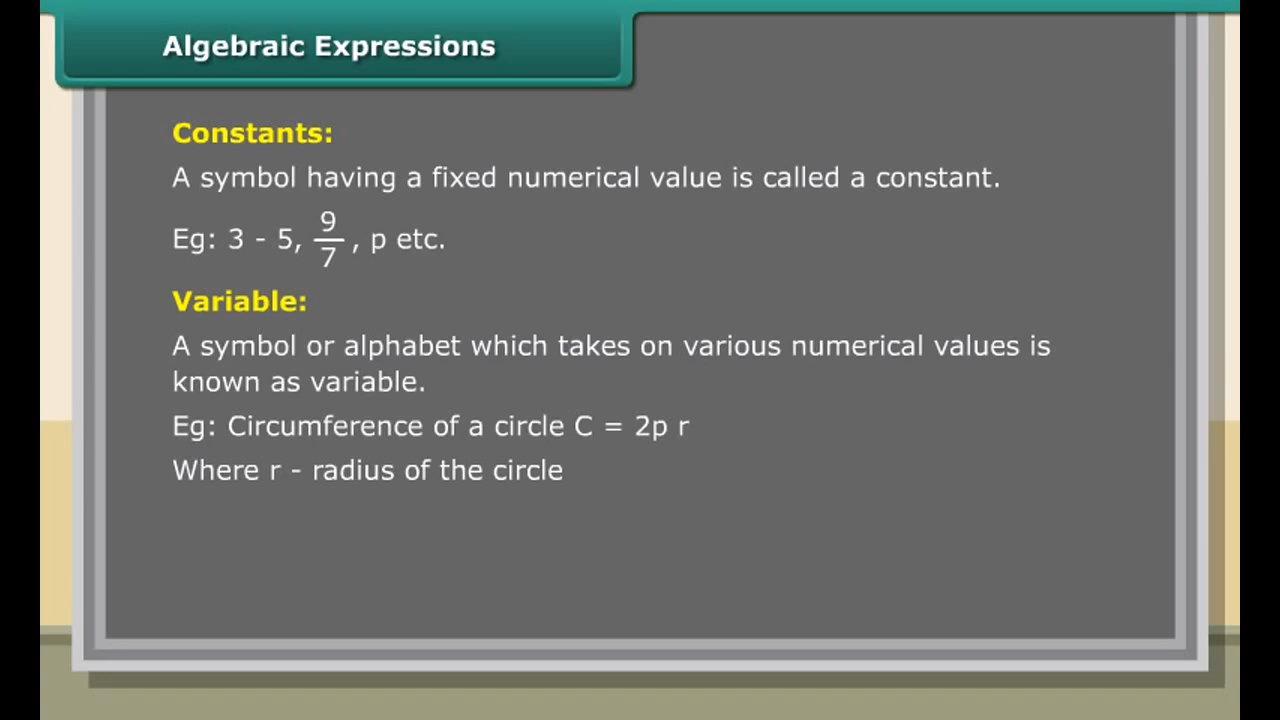 Algebraic Expressions
Constants:
A symbol having a fixed numerical value is called a constant.
Eg: 3 - 5, 9/7, p etc.
Variable:
A symbol or alphabet which takes on various numerical values is
known as variable.
Eg: Circumference of a circle C = 2p r
Where r - radius of the circle